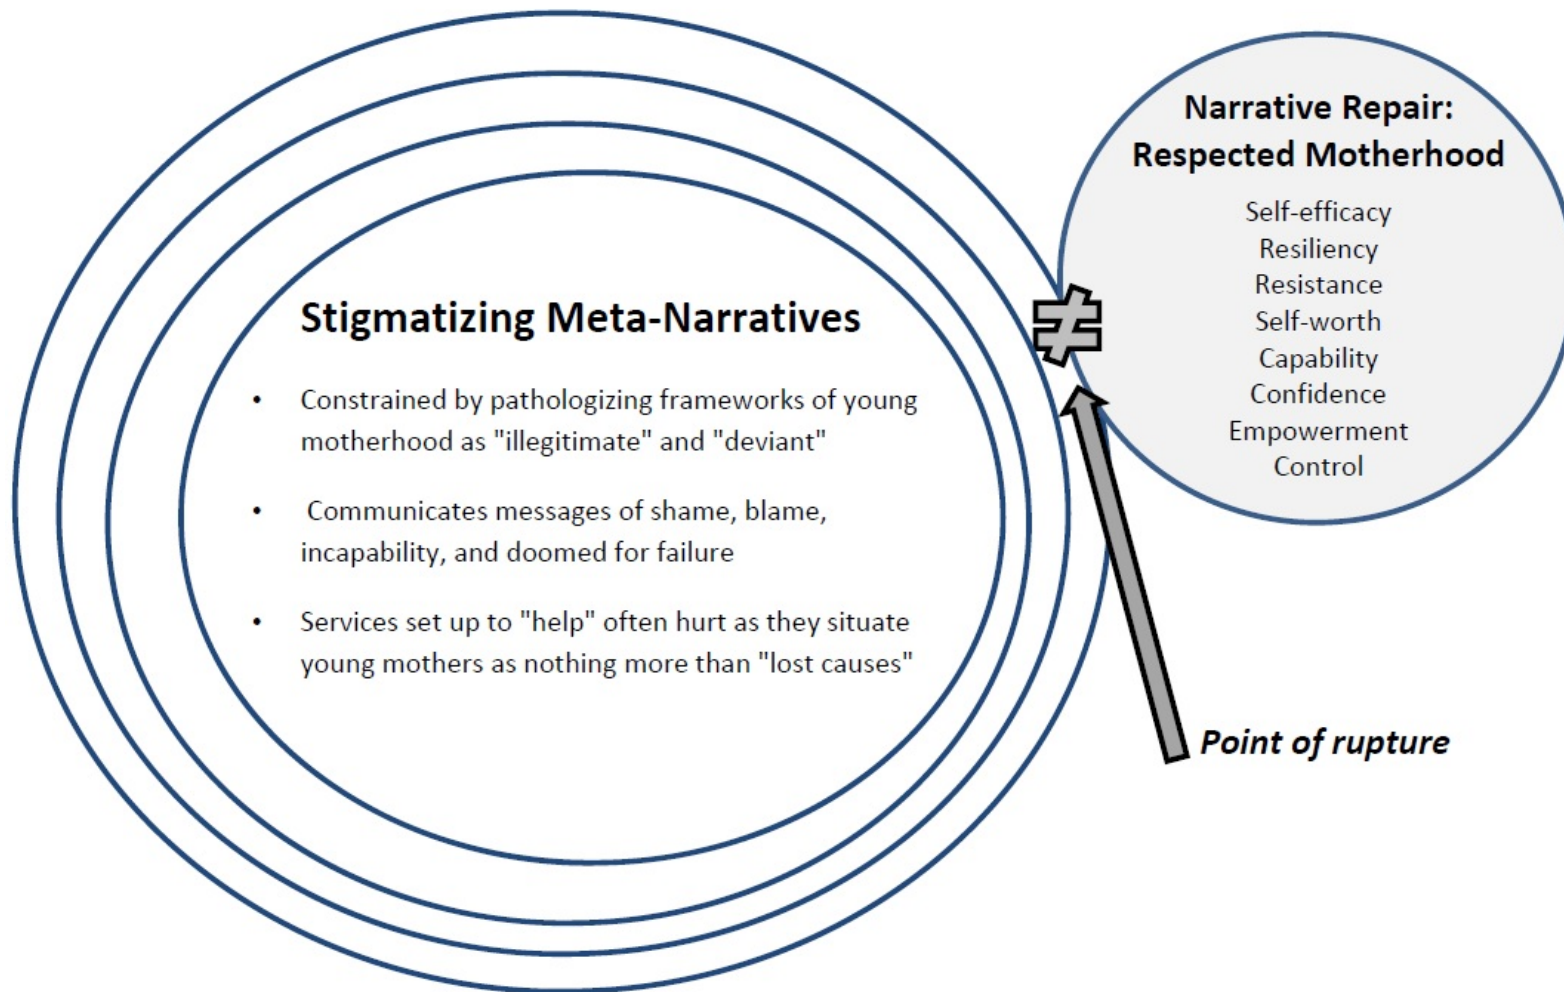 Stigmatizing Meta-Narratives
• Constrained by pathologizing frameworks of young
motherhood as "illegitimate" and "deviant"
• Communicates messages of shame, blame,
incapability, and doomed for failure
• Services set up to "help" often hurt as they situate
young mothers as nothing more than "lost causes"
≠
Narrative Repair:
Respected Motherhood
Self-efficacy
Resiliency
Resistance
Self-worth
Capability
Confidence
Empowerment
Control
Point of rupture